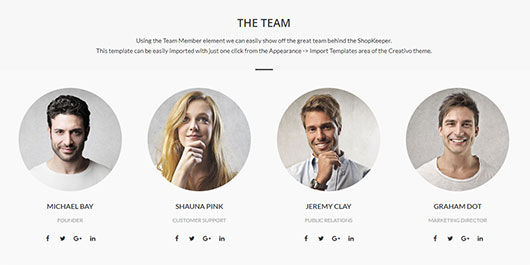 THE TEAM
Using the Team Member element we can easily show off the great team behind the ShopKeeper.
This template can be easily imported with just one click from the Appearance -> Import Templates area of the Creativo theme.
MICHAEL BAY
SHAUNA PINK
JEREMY CLAY
GRAHAM DOT
FOUNDER
CUSTOMER SUPPORT
PUBLIC RELATIONS
MARKETING DIRECTOR
f G+ in f G+ in f G+ in f G+ in